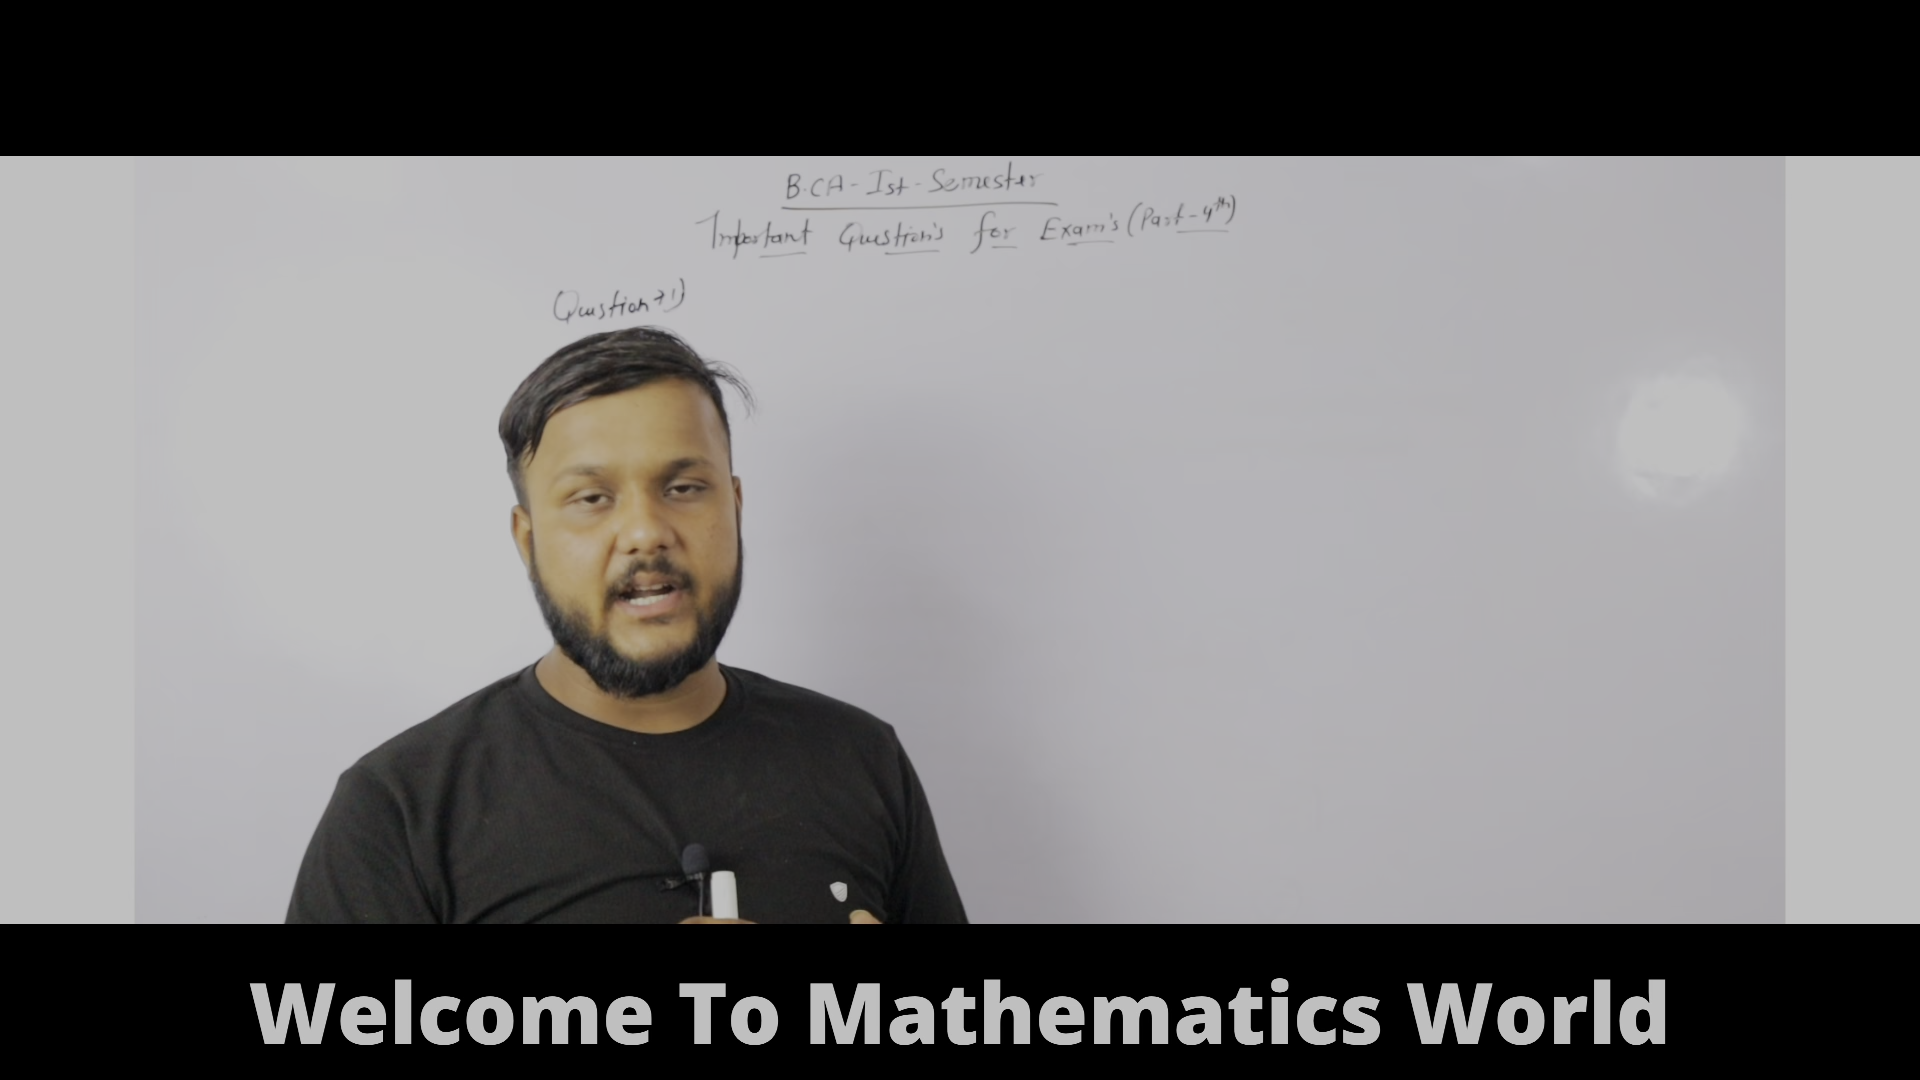 B.CA-Ist-Semester
Important Question's for Exam's (Part-4th)
Question→1)
Welcome To Mathematics World